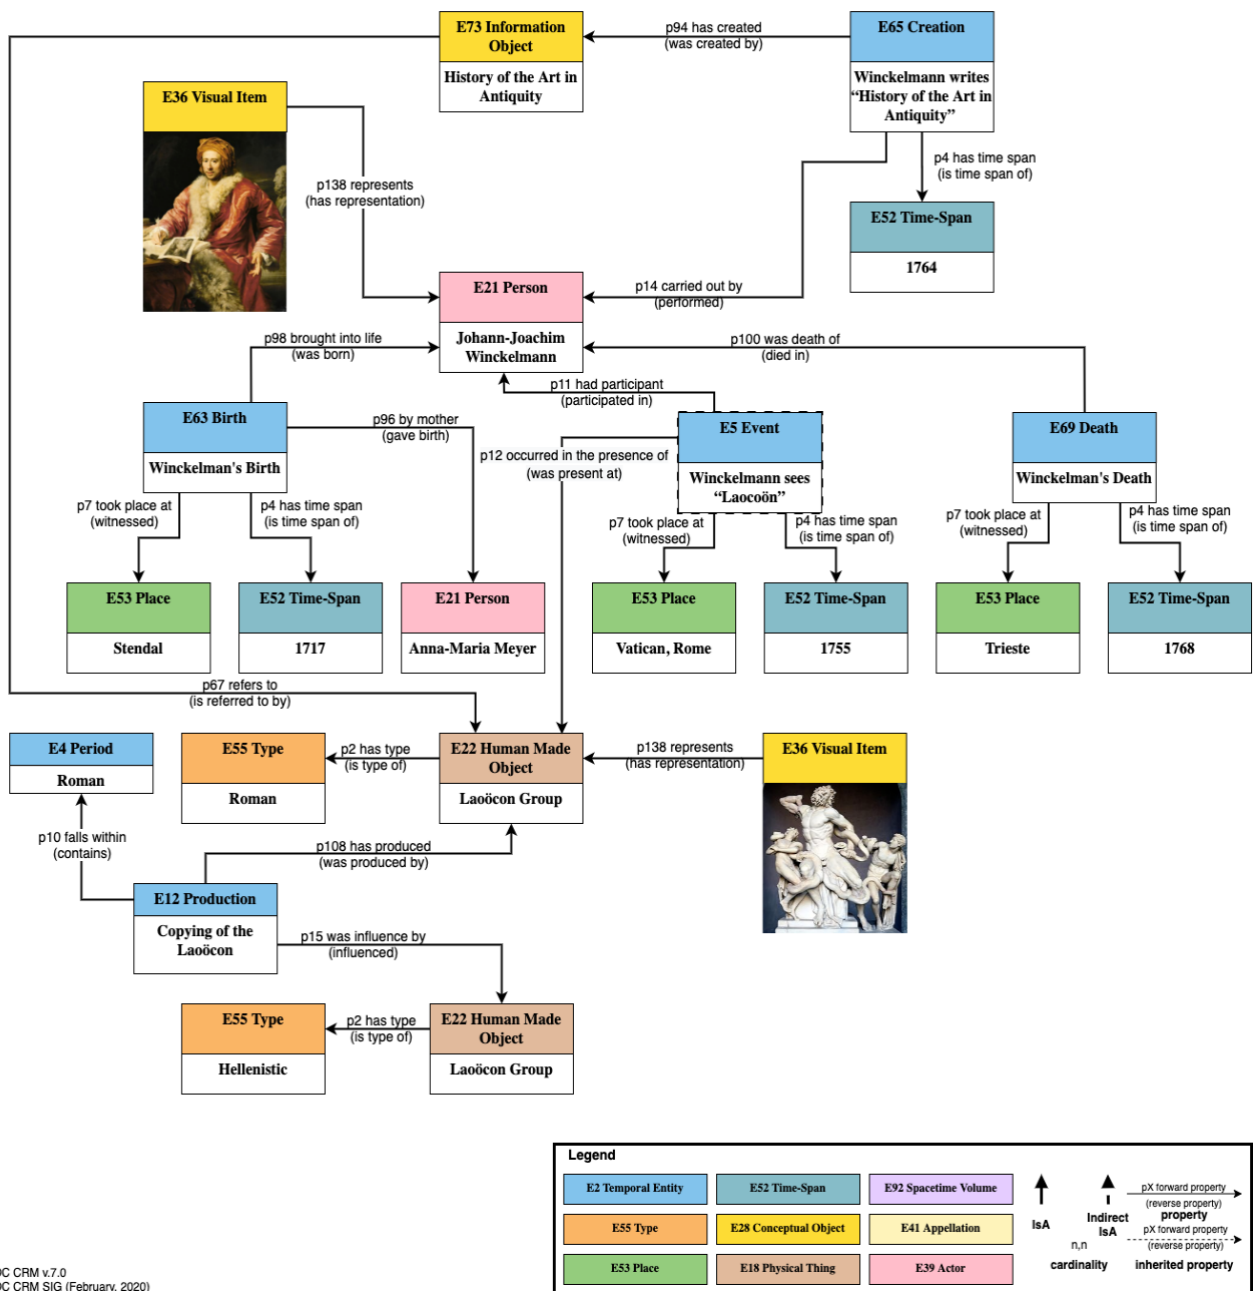 E73 Information
Object
History of the Art in
Antiquity
p94 has created
(was created by)
E65 Creation
Winckelmann writes
“History of the Art in
Antiquity”
E36 Visual Item
p138 represents
(has representation)
p4 has time span
(is time span of)
E52 Time-Span
1764
E21 Person
Johann-Joachim
Winckelmann
p14 carried out by
(performed)
p98 brought into life
(was born)
p100 was death of
(died in)
p11 had participant
(participated in)
E63 Birth
Winckelman's Birth
p96 by mother
(gave birth)
p12 occurred in the presence of
(was present at)
E5 Event
Winckelmann sees
“Laocoön”
E69 Death
Winckelman's Death
p7 took place at
(witnessed)
p4 has time span
(is time span of)
p7 took place at
(witnessed)
p4 has time span
(is time span of)
p7 took place at
(witnessed)
p4 has time span
(is time span of)
E53 Place
Stendal
E52 Time-Span
1717
E21 Person
Anna-Maria Meyer
E53 Place
Vatican, Rome
E52 Time-Span
1755
E53 Place
Trieste
E52 Time-Span
1768
p67 refers to
(is referred to by)
E4 Period
Roman
E55 Type
Roman
p2 has type
(is type of)
E22 Human Made
Object
Laoöcon Group
p138 represents
(has representation)
E36 Visual Item
p10 falls within
(contains)
p108 has produced
(was produced by)
E12 Production
Copying of the
Laoöcon
p15 was influence by
(influenced)
E55 Type
Hellenistic
p2 has type
(is type of)
E22 Human Made
Object
Laoöcon Group
Legend
E2 Temporal Entity
E52 Time-Span
E92 Spacetime Volume
E55 Type
E28 Conceptual Object
E41 Appellation
E53 Place
E18 Physical Thing
E39 Actor
IsA
Indirect
IsA
n,n
cardinality
pX forward property
(reverse property)
property
pX forward property
(reverse property)
inherited property
OC CRM v.7.0
OC CRM SIG (February, 2020)